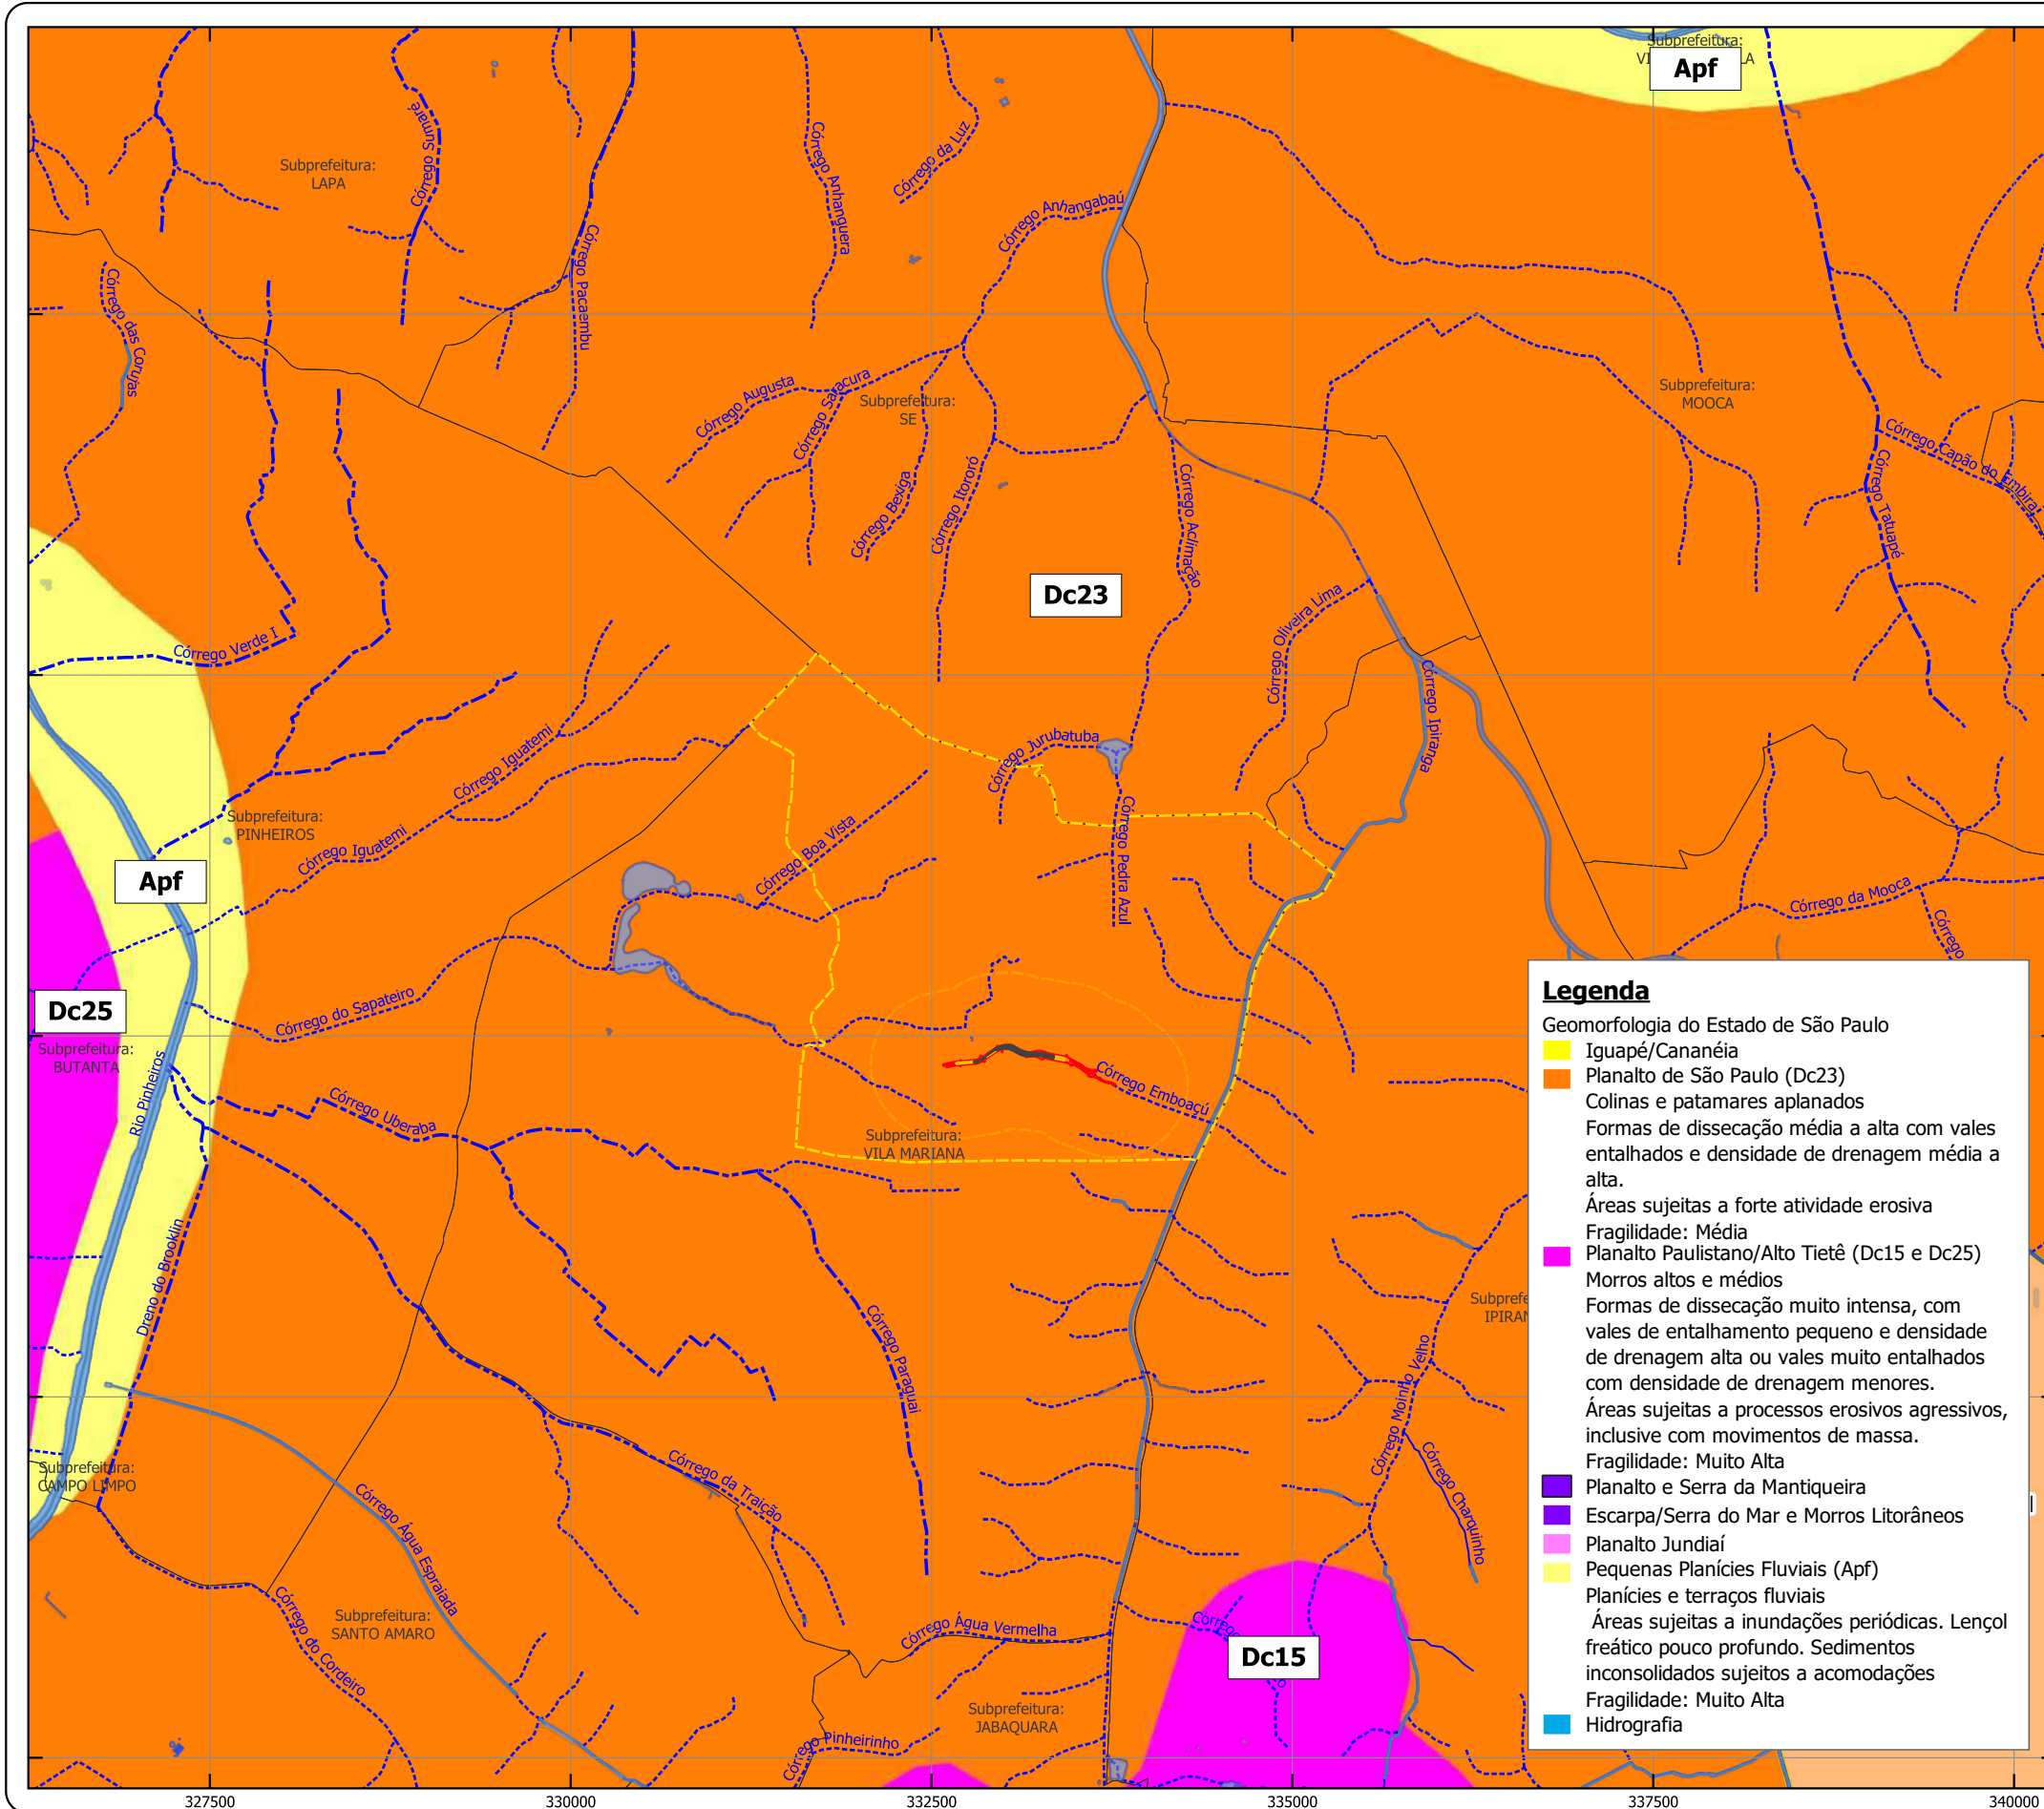 Subprefeitura:
Apf
Subprefeitura:
LAPA
Córrego Sumaré
Córrego Anhanguera
Córrego da Luz
Córrego Anhangabaú
Córrego Pacaembu
Córrego das Corujas
Córrego Augusta
Córrego Saracura
Subprefeitura:
SE
Subprefeitura:
MOOCA
Córrego Capão do Embira
Córrego Tatuapé
Córrego Bexiga
Córrego Itororó
Córrego Aclimação
Dc23
Córrego Oliveira Lima
Córrego Verde I
Córrego Ipiranga
Córrego Iguatemi
Córrego Jurubatuba
Subprefeitura:
PINHEIROS
Córrego Iguatemi
Córrego Boa Vista
Córrego Pedra Azul
Apf
Córrego da Mooca
Córrego
Dc25
Córrego do Sapateiro
Subprefeitura:
BUTANTA
Rio Pinheiros
Córrego Uberaba
Córrego Emboaçú
Subprefeitura:
VILA MARIANA
Dreno do Brooklin
Córrego Paraguai
Córrego Moinho Velho
Córrego Charquinho
Subprefeitura:
CAMPO LIMPO
Córrego da Traição
Córrego Água Espraiada
Subprefeitura:
SANTO AMARO
Córrego do Cordeiro
Córrego Água Vermelha
Dc15
Subprefeitura:
JABAQUARA
Córrego Pinheirinho
Legenda
Geomorfologia do Estado de São Paulo
Iguapé/Cananéia
Planalto de São Paulo (Dc23)
Colinas e patamares aplanados
Formas de dissecação média a alta com vales
entalhados e densidade de drenagem média a
alta.
Áreas sujeitas a forte atividade erosiva
Fragilidade: Média
Planalto Paulistano/Alto Tietê (Dc15 e Dc25)
Morros altos e médios
Formas de dissecação muito intensa, com
vales de entalhamento pequeno e densidade
de drenagem alta ou vales muito entalhados
com densidade de drenagem menores.
Áreas sujeitas a processos erosivos agressivos,
inclusive com movimentos de massa.
Fragilidade: Muito Alta
Planalto e Serra da Mantiqueira
Escarpa/Serra do Mar e Morros Litorâneos
Planalto Jundiaí
Pequenas Planícies Fluviais (Apf)
Planícies e terraços fluviais
Áreas sujeitas a inundações periódicas. Lençol
freático pouco profundo. Sedimentos
inconsolidados sujeitos a acomodações
Fragilidade: Muito Alta
Hidrografia
327500 330000 332500 335000 337500 340000